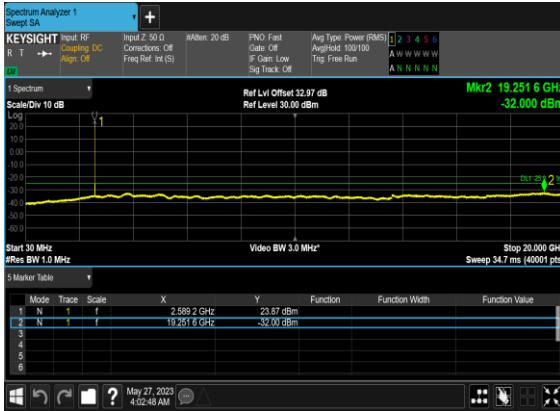 Spectrum Analyzer 1
Swept SA
+
KEYSIGHT Input: RF Input Z: 50 Ω #Atten: 20 dB PNO: Fast Avg Type: Power (RMS) 1 2 3 4 5 6
R T Coupling: DC Corrections: Off Gate: Off Avg|Hold: 100/100 A W W W W W
Align: Off Freq Ref: Int (S) IF Gain: Low Trig: Free Run
Sig Track: Off A N N N N N
1 Spectrum Ref Lvl Offset 32.97 dB Mkr2 19.251 6 GHz
Scale/Div 10 dB Ref Level 30.00 dBm -32.000 dBm
Log
1
20.0
10.0
0.00
-10.0
-20.0
DL1 2
-30.0
-40.0
-50.0
-60.0
Start 30 MHz Video BW 3.0 MHz* Stop 20.000 GHz
#Res BW 1.0 MHz Sweep 34.7 ms (40001 pts)
5 Marker Table
Mode Trace Scale X Y Function Function Width Function Value
1 N 1 f 2.589 2 GHz 23.87 dBm
2 N 1 f 19.251 6 GHz -32.00 dBm
3
4
5
6
? May 27, 2023
4:02:48 AM